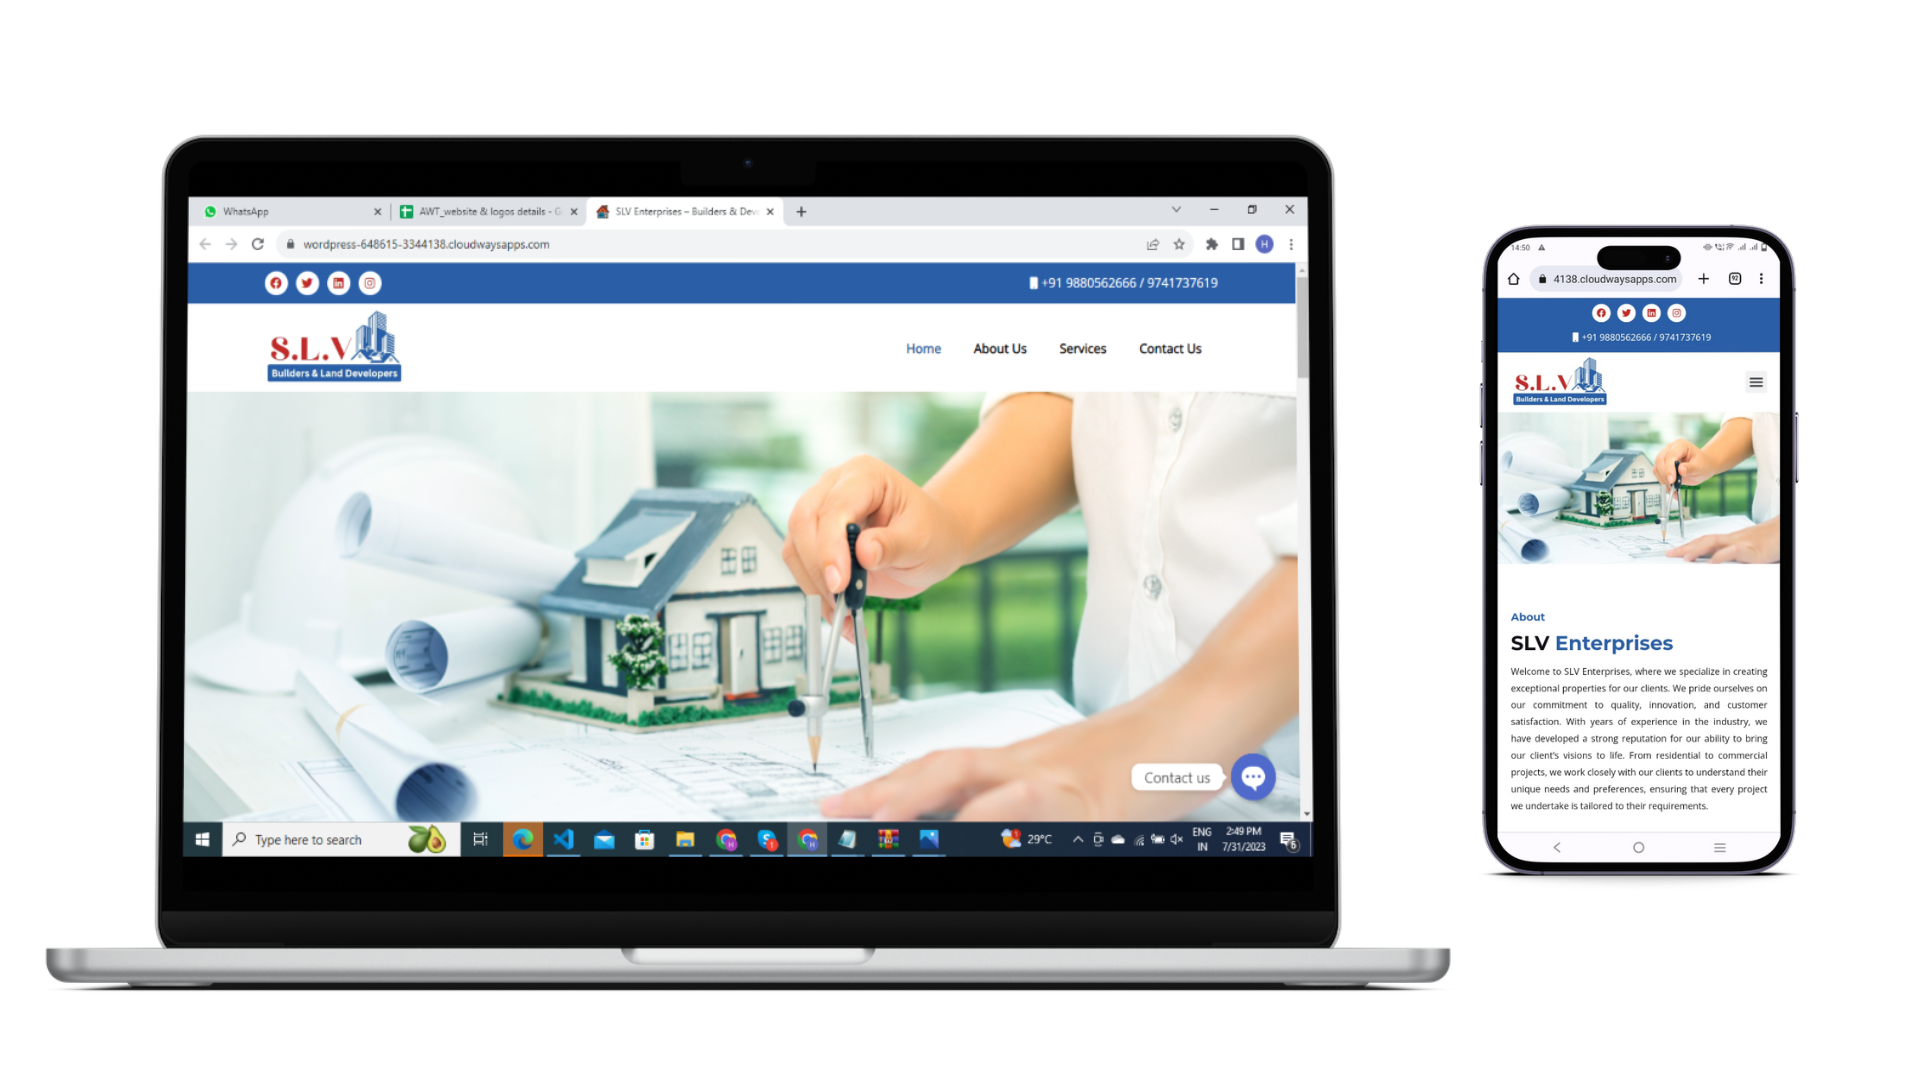 WhatsApp
AWT_website & logos details - G
SLV Enterprises – Builders & Dev
wordpress-648615-3344138.cloudwaysapps.com
H
+91 9880562666 / 9741737619
S.L.V
Builders & Land Developers
Home
About Us
Services
Contact Us
Contact us
Type here to search
29°C
ENG
IN
2:49 PM
7/31/2023
6
14:50
4138.cloudwaysapps.com
92
+91 9880562666 / 9741737619
S.L.V
Builders & Land Developers
About
SLV Enterprises
Welcome to SLV Enterprises, where we specialize in creating
exceptional properties for our clients. We pride ourselves on
our commitment to quality, innovation, and customer
satisfaction. With years of experience in the industry, we
have developed a strong reputation for our ability to bring
our client's visions to life. From residential to commercial
projects, we work closely with our clients to understand their
unique needs and preferences, ensuring that every project
we undertake is tailored to their requirements.